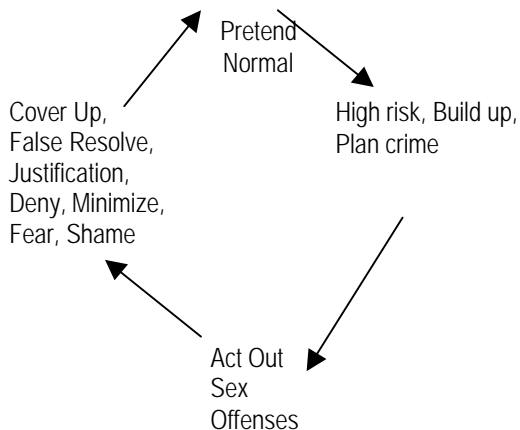 Pretend
Normal
High risk, Build up,
Plan crime
Act Out
Sex
Offenses
Cover Up,
False Resolve,
Justification,
Deny, Minimize,
Fear, Shame